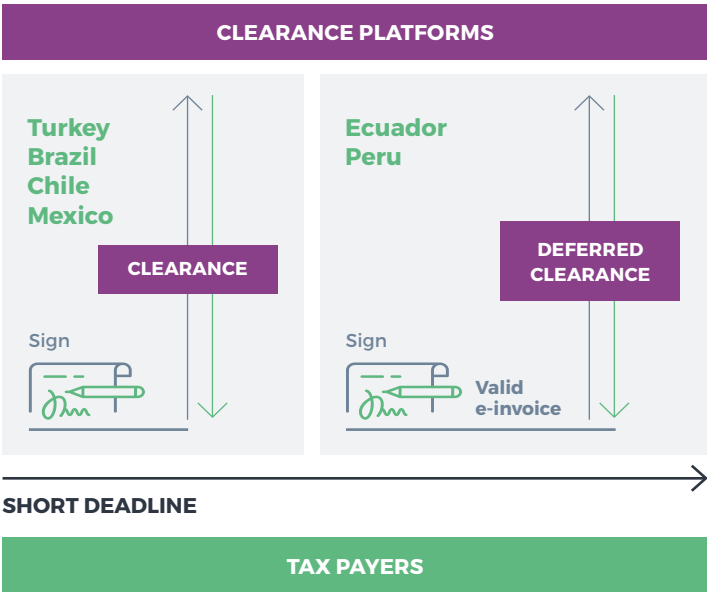 CLEARANCE PLATFORMS
Turkey
Brazil
Chile
Mexico
CLEARANCE
Sign
Ecuador
Peru
DEFERRED
CLEARANCE
Sign
Valid
e-invoice
SHORT DEADLINE
TAX PAYERS